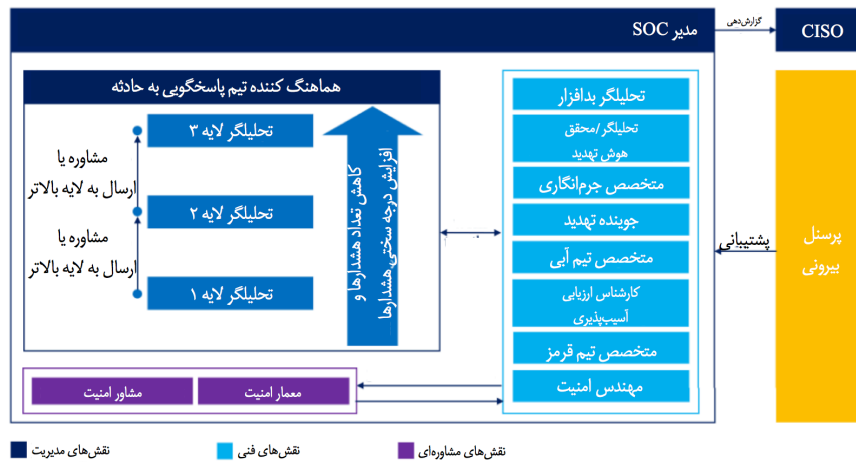 مدیر SOC
گزارش‌دهی
CISO
هماهنگ کننده تیم پاسخگویی به حادثه
تحلیلگر لایه ۳
مشاوره یا
ارسال به لایه بالاتر
تحلیلگر لایه ۲
مشاوره یا
ارسال به لایه بالاتر
تحلیلگر لایه ۱
کاهش تعداد هشدارها و
افزایش درجه سختی هشدارها
تحلیلگر بدافزار
تحلیلگر/محقق
هوش تهدید
متخصص جرم‌انگاری
جوینده تهدید
متخصص تیم آبی
کارشناس ارزیابی
آسیب‌پذیری
متخصص تیم قرمز
مهندس امنیت
پشتیبانی
پرسنل
بیرونی
معمار امنیت
مشاور امنیت
نقش‌های مدیریت
نقش‌های فنی
نقش‌های مشاوره‌ای